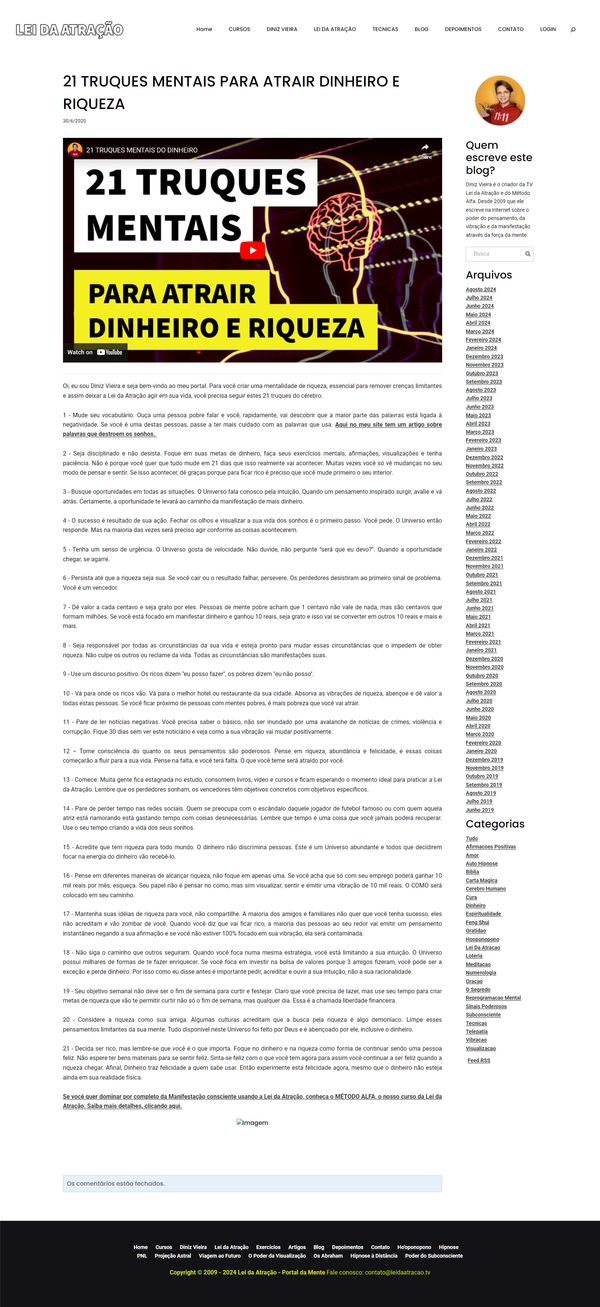 LEI DA ATRAÇÃO
Home CURSOS DINIZ VIEIRA LEI DA ATRAÇÃO TECNICAS BLOG DEPOIMENTOS CONTATO LOGIN
21 TRUQUES MENTAIS PARA ATRAIR DINHEIRO E
RIQUEZA
30/6/2020
21 TRUQUES MENTAIS DO DINHEIRO
Share
21 TRUQUES
MENTAIS
PARA ATRAIR
DINHEIRO E RIQUEZA
Watch on YouTube
Oi, eu sou Diniz Vieira e seja bem-vindo ao meu portal. Para você criar uma mentalidade de riqueza, essencial para remover crenças limitantes
e assim deixar a Lei da Atração agir em sua vida, você precisa seguir estes 21 truques do cérebro.
1 - Mude seu vocabulário. Ouça uma pessoa pobre falar e você, rapidamente, vai descobrir que a maior parte das palavras está ligada à
negatividade. Se você é uma destas pessoas, passe a ter mais cuidado com as palavras que usa. Aqui no meu site tem um artigo sobre
palavras que destroem os sonhos.
2 - Seja disciplinado e não desista. Foque em suas metas de dinheiro, faça seus exercícios mentais, afirmações, visualizações e tenha
paciência. Não é porque você quer que tudo mude em 21 dias que isso realmente vai acontecer. Muitas vezes você só vê mudanças no seu
modo de pensar e sentir. Se isso acontecer, dê graças porque para ficar rico é preciso que você mude primeiro o seu interior.
3 - Busque oportunidades em todas as situações. O Universo fala conosco pela intuição. Quando um pensamento inspirado surgir, avalie e vá
atrás. Certamente, a oportunidade te levará ao caminho da manifestação de mais dinheiro.
4 - O sucesso é resultado de sua ação. Fechar os olhos e visualizar a sua vida dos sonhos é o primeiro passo. Você pede. O Universo então
responde. Mas na maioria das vezes será preciso agir conforme as coisas acontecerem.
5 - Tenha um senso de urgência. O Universo gosta de velocidade. Não duvide, não pergunte "será que eu devo?". Quando a oportunidade
chegar, se agarre.
6 - Persista até que a riqueza seja sua. Se você cair ou o resultado falhar, persevere. Os perdedores desistiram ao primeiro sinal de problema.
Você é um vencedor.
7 - Dê valor a cada centavo e seja grato por eles. Pessoas de mente pobre acham que 1 centavo não vale de nada, mas são centavos que
formam milhões. Se você está focado em manifestar dinheiro e ganhou 10 reais, seja grato e isso vai se converter em outros 10 reais e mais e
mais.
8 - Seja responsável por todas as circunstâncias da sua vida e esteja pronto para mudar essas circunstâncias que o impedem de obter
riqueza. Não culpe os outros ou reclame da vida. Todas as circunstâncias são manifestações suas.
9 - Use um discurso positivo. Os ricos dizem "eu posso fazer", os pobres dizem "eu não posso".
10 - Vá para onde os ricos vão. Vá para o melhor hotel ou restaurante da sua cidade. Absorva as vibrações de riqueza, abençoe e dê valor a
todas estas pessoas. Se você ficar próximo de pessoas com mentes pobres, é mais pobreza que você vai atrair.
11 - Pare de ler notícias negativas. Você precisa saber o básico, não ser inundado por uma avalanche de notícias de crimes, violência e
corrupção. Fique 30 dias sem ver este noticiário e veja como a sua vibração vai mudar positivamente.
12 – Tome consciência do quanto os seus pensamentos são poderosos. Pense em riqueza, abundância e felicidade, e essas coisas
começarão a fluir para a sua vida. Pense na falta, e você terá falta. O que você teme será atraído por você.
13 - Comece. Muita gente fica estagnada no estudo, consomem livros, vídeo e cursos e ficam esperando o momento ideal para praticar a Lei
da Atração. Lembre que os perdedores sonham, os vencedores têm objetivos concretos com objetivos específicos.
14 - Pare de perder tempo nas redes sociais. Quem se preocupa com o escândalo daquele jogador de futebol famoso ou com quem aquela
atriz está namorando está gastando tempo com coisas desnecessárias. Lembre que tempo é uma coisa que você jamais poderá recuperar.
Use o seu tempo criando a vida dos seus sonhos.
15 - Acredite que tem riqueza para todo mundo. O dinheiro não discrimina pessoas. Este é um Universo abundante e todos que decidirem
focar na energia do dinheiro vão recebê-lo.
16 - Pense em diferentes maneiras de alcançar riqueza, não foque em apenas uma. Se você acha que só com seu emprego poderá ganhar 10
mil reais por mês, esqueça. Seu papel não é pensar no como, mas sim visualizar, sentir e emitir uma vibração de 10 mil reais. O COMO será
colocado em seu caminho.
17 - Mantenha suas idéias de riqueza para você, não compartilhe. A maioria dos amigos e familiares não quer que você tenha sucesso, eles
não acreditam e vão zombar de você. Quando você diz que vai ficar rico, a maioria das pessoas ao seu redor vai emitir um pensamento
instantâneo negando a sua afirmação e se você não estiver 100% focado em sua vibração, ela será contaminada.
18 - Não siga o caminho que outros seguiram. Quando você foca numa mesma estratégia, você está limitando a sua intuição. O Universo
possui milhares de formas de te fazer enriquecer. Se você foca em investir na bolsa de valores porque 3 amigos fizeram, você pode ser a
exceção e perde dinheiro. Por isso como eu disse antes é importante pedir, acreditar e ouvir a sua intuição, não a sua racionalidade.
19 - Seu objetivo semanal não deve ser o fim de semana para curtir e festejar. Claro que você precisa de lazer, mas use seu tempo para criar
metas de riqueza que vão te permitir curtir não só o fim de semana, mas qualquer dia. Essa é a chamada liberdade financeira.
20 - Considere a riqueza como sua amiga. Algumas culturas acreditam que a busca pela riqueza é algo demoníaco. Limpe esses
pensamentos limitantes da sua mente. Tudo disponível neste Universo foi feito por Deus e é abençoado por ele, inclusive o dinheiro.
21 - Decida ser rico, mas lembre-se que você é o que importa. Foque no dinheiro e na riqueza como forma de continuar sendo uma pessoa
feliz. Não espere ter bens materiais para se sentir feliz. Sinta-se feliz com o que você tem agora para assim você continuar a ser feliz quando a
riqueza chegar. Afinal, Dinheiro traz felicidade a quem sabe usar. Então experimente esta felicidade agora, mesmo que o dinheiro não esteja
ainda em sua realidade física.
Se você quer dominar por completo da Manifestação consciente usando a Lei da Atração, conheça o MÉTODO ALFA, o nosso curso da Lei da
Atração. Saiba mais detalhes, clicando aqui.
Imagem
Os comentários estão fechados.
11:11
Quem
escreve este
blog?
Diniz Vieira é o criador da TV
Lei da Atração e do Método
Alfa. Desde 2009 que ele
escreve na Internet sobre o
poder do pensamento, da
vibração e da manifestação
através da força da mente.
Busca
Arquivos
Agosto 2024
Julho 2024
Junho 2024
Maio 2024
Abril 2024
Março 2024
Fevereiro 2024
Janeiro 2024
Dezembro 2023
Novembro 2023
Outubro 2023
Setembro 2023
Agosto 2023
Julho 2023
Junho 2023
Maio 2023
Abril 2023
Março 2023
Fevereiro 2023
Janeiro 2023
Dezembro 2022
Novembro 2022
Outubro 2022
Setembro 2022
Agosto 2022
Julho 2022
Junho 2022
Maio 2022
Abril 2022
Março 2022
Fevereiro 2022
Janeiro 2022
Dezembro 2021
Novembro 2021
Outubro 2021
Setembro 2021
Agosto 2021
Julho 2021
Junho 2021
Maio 2021
Abril 2021
Março 2021
Fevereiro 2021
Janeiro 2021
Dezembro 2020
Novembro 2020
Outubro 2020
Setembro 2020
Agosto 2020
Julho 2020
Junho 2020
Maio 2020
Abril 2020
Março 2020
Fevereiro 2020
Janeiro 2020
Dezembro 2019
Novembro 2019
Outubro 2019
Setembro 2019
Agosto 2019
Julho 2019
Junho 2019
Categorias
Tudo
Afirmacoes Positivas
Amor
Auto Hipnose
Biblia
Carta Magica
Cerebro Humano
Cura
Dinheiro
Espiritualidade
Feng Shui
Gratidao
Hooponopono
Lei Da Atracao
Loteria
Meditacao
Numerologia
Oracao
O Segredo
Reprogramacao Mental
Sinais Poderosos
Subconsciente
Tecnicas
Telepatia
Vibracao
Visualizacao
Feed RSS
Home Cursos Diniz Vieira Lei da Atração Exercícios Artigos Blog Depoimentos Contato Ho'oponopono Hipnose
PNL Projeção Astral Viagem ao Futuro O Poder da Visualização Os Abraham Hipnose à Distância Poder do Subconsciente
Copyright © 2009 - 2024 Lei da Atração - Portal da Mente Fale conosco: contato@leidaatracao.tv